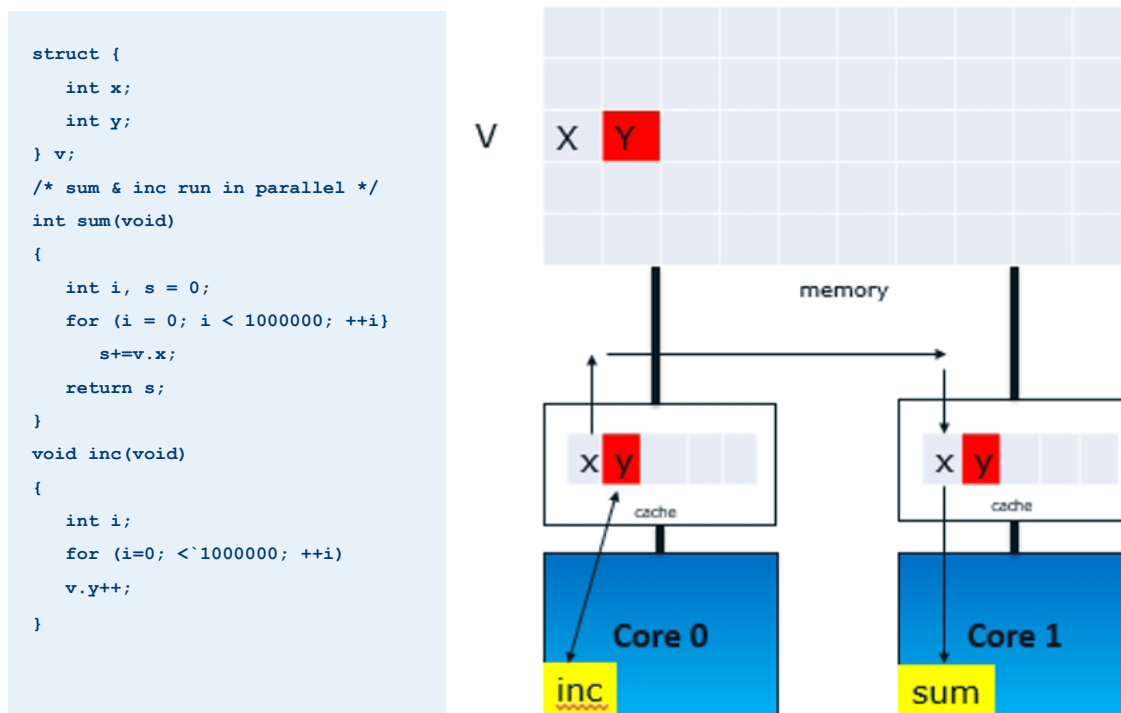 struct {
int x;
int y;
} v;
/* sum & inc run in parallel */
int sum(void)
{
int i, s = 0;
for (i = 0; i < 1000000; ++i}
s+=v.x;
return s;
}
void inc(void)
{
int i;
for (i=0; <`1000000; ++i)
v.y++;
}
V X Y
memory
x y
cache
x y
cache
Core 0
Core 1
inc
sum